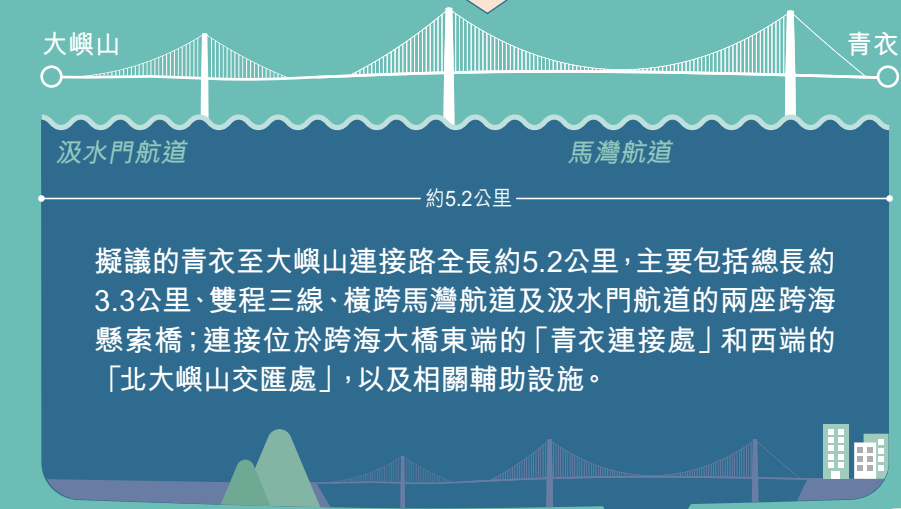 大嶼山
青衣
汲水門航道
馬灣航道
約5.2公里
擬議的青衣至大嶼山連接路全長約5.2公里，主要包括總長約
3.3公里、雙程三線、橫跨馬灣航道及汲水門航道的兩座跨海
懸索橋；連接位於跨海大橋東端的「青衣連接處」和西端的
「北大嶼山交匯處」，以及相關輔助設施。